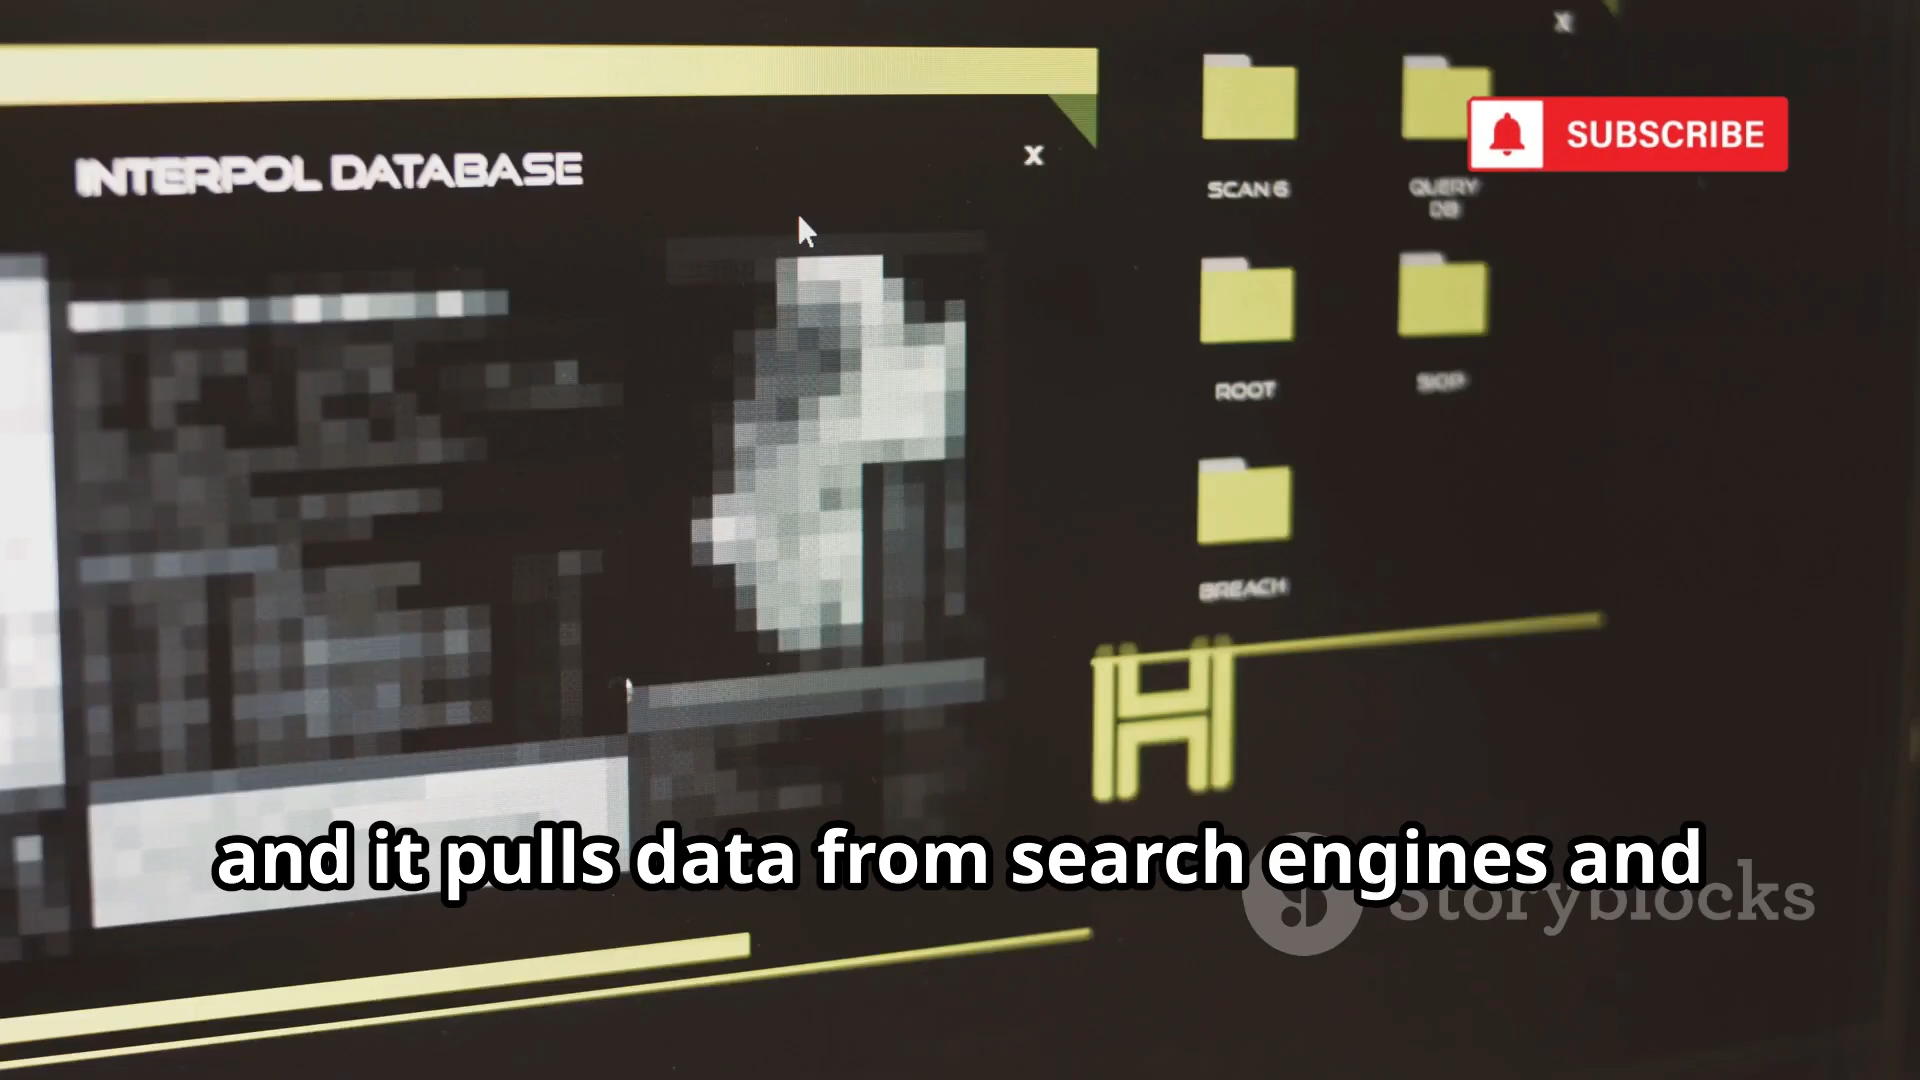 X
INTERPOL DATABASE
X
SUBSCRIBE
SCAN 6
QUERY
DB
ROOT
BREACH
and it pulls data from search engines and
Storyblocks